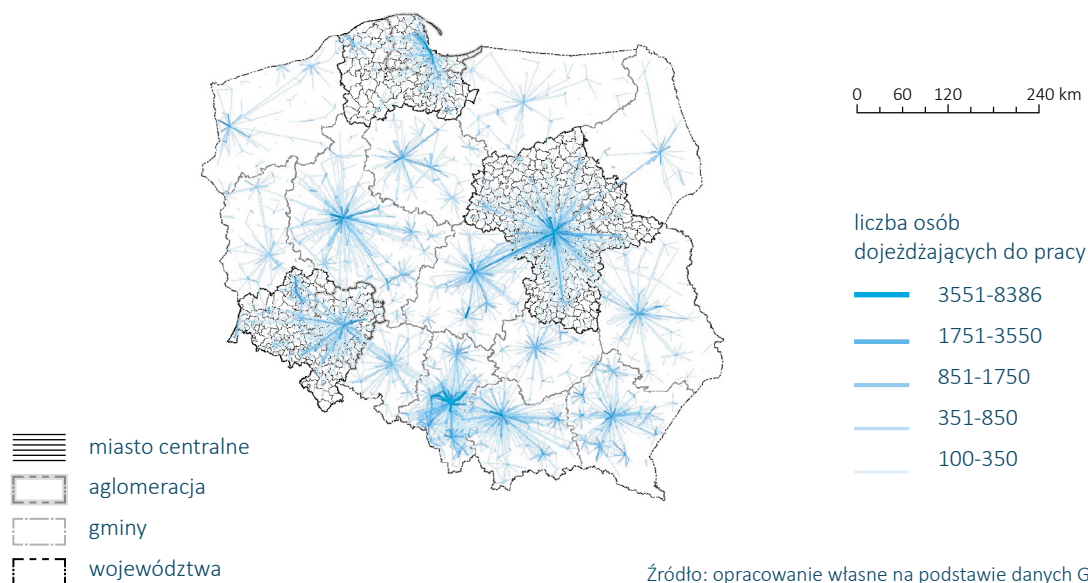 0 60 120 240 km
liczba osób
dojeżdżających do pracy
3551-8386
1751-3550
851-1750
351-850
100-350
miasto centralne
aglomeracja
gminy
województwa
Źródło: opracowanie własne na podstawie danych G